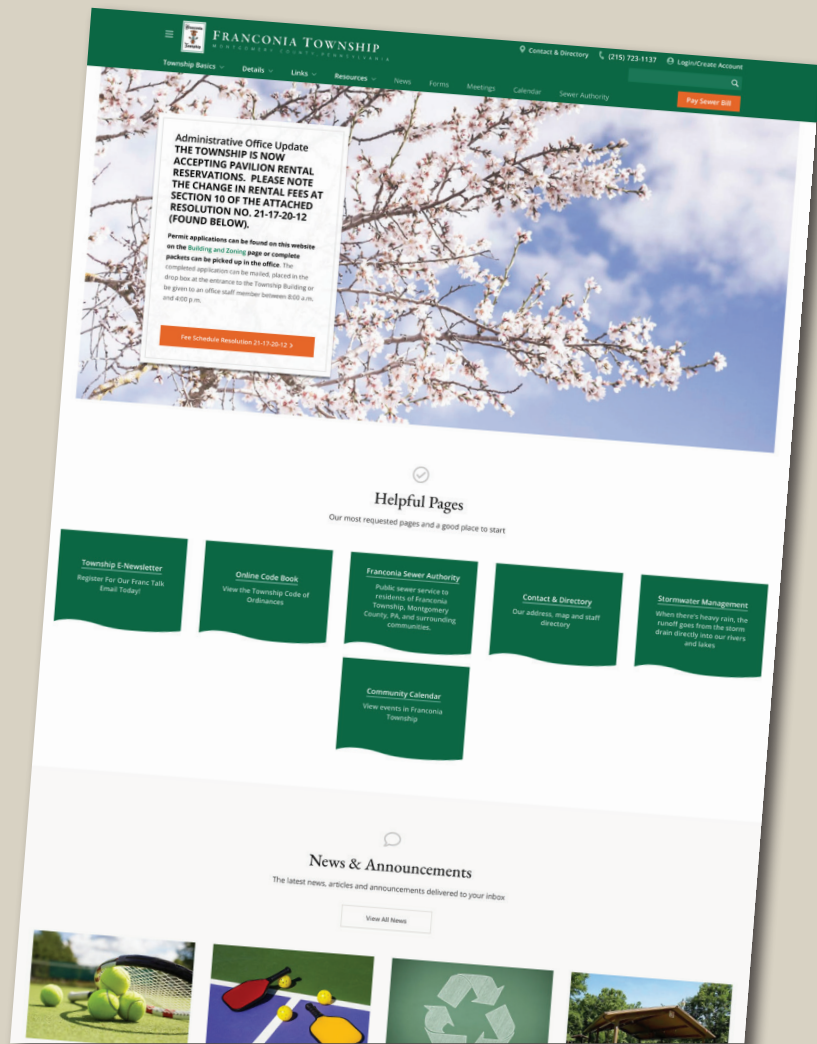 FRANCONIA TOWNSHIP
MONTGOMERY COUNTY, PENNSYLVANIA
Contact & Directory
(215) 723-1137
Login/Create Account
Township Basics
Details
Links
Resources
News
Forms
Meetings
Calendar
Sewer Authority
Pay Sewer Bill
Administrative Office Update
THE TOWNSHIP IS NOW
ACCEPTING PAVILION RENTAL
RESERVATIONS. PLEASE NOTE
THE CHANGE IN RENTAL FEES AT
SECTION 10 OF THE ATTACHED
RESOLUTION NO. 21-17-20-12
(FOUND BELOW).
Permit applications can be found on this website
on the Building and Zoning page or complete
packets can be picked up in the office. The
completed application can be mailed, placed in the
drop box at the entrance to the Township Building or
be given to an office staff member between 8:00 a.m.
and 4:00 p.m.
Fee Schedule Resolution 21-17-20-12
Helpful Pages
Our most requested pages and a good place to start
Township E-Newsletter
Register For Our Franc Talk
Email Today!
Online Code Book
View the Township Code of
Ordinances
Franconia Sewer Authority
Public sewer service to
residents of Franconia
Township, Montgomery
County, PA, and surrounding
communities.
Contact & Directory
Our address, map and staff
directory
Stormwater Management
When there's heavy rain, the
runoff goes from the storm
drain directly into our rivers
and lakes
Community Calendar
View events in Franconia
Township
News & Announcements
The latest news, articles and announcements delivered to your inbox
View All News